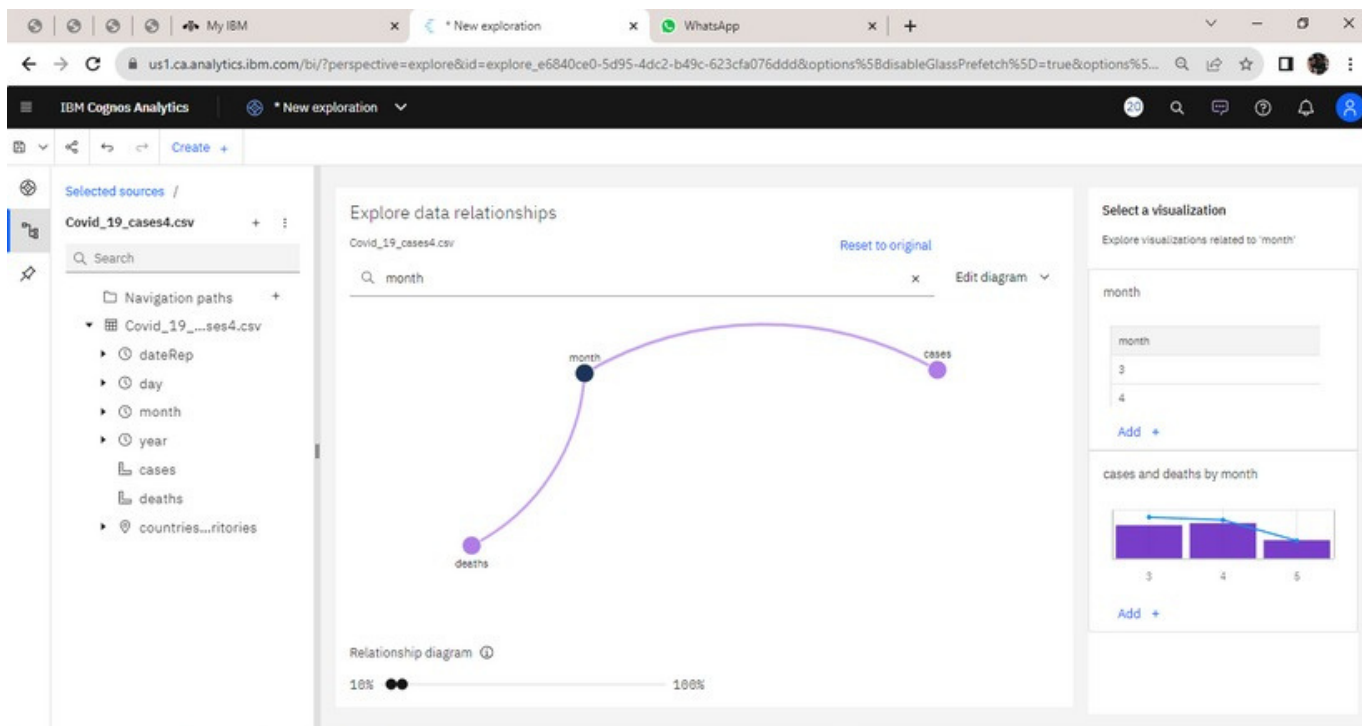 My IBM
* New exploration
WhatsApp
us1.ca.analytics.ibm.com/bi/?perspective=explore&id=explore_e6840ce0-5d95-4dc2-b49c-623cfa076ddd&options%5BdisableGlassPrefetch%5D=true&options%5...
IBM Cognos Analytics
* New exploration
20
Create +
Selected sources /
Covid_19_cases4.csv
Search
Navigation paths
Covid_19_...ses4.csv
dateRep
day
month
year
cases
deaths
countries...ritories
Explore data relationships
Covid_19_cases4.csv
Reset to original
month
Edit diagram
month
cases
deaths
Relationship diagram
10%
100%
Select a visualization
Explore visualizations related to 'month'
month
month
3
4
Add +
cases and deaths by month
3 4 5
Add +